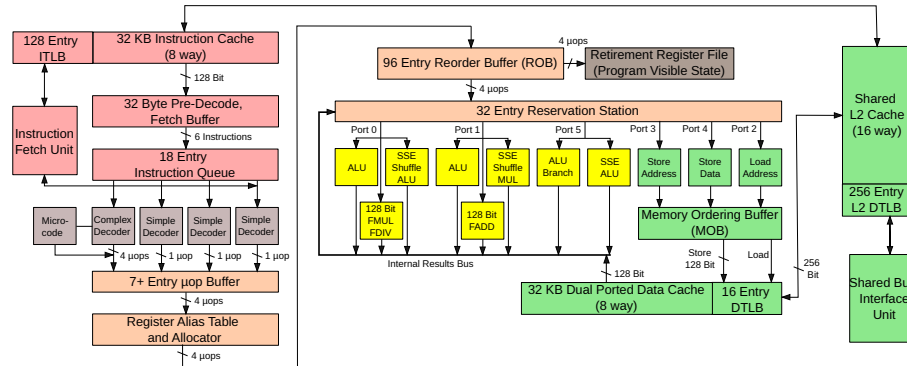 128 Entry
ITLB
32 KB Instruction Cache
(8 way)
128 Bit
32 Byte Pre-Decode,
Fetch Buffer
Instruction
Fetch Unit
6 Instructions
18 Entry
Instruction Queue
Micro-
code
Complex
Decoder
Simple
Decoder
Simple
Decoder
Simple
Decoder
4 µops
1 µop
1 µop
1 µop
7+ Entry µop Buffer
4 µops
Register Alias Table
and Allocator
4 µops
96 Entry Reorder Buffer (ROB)
4 µops
Retirement Register File
(Program Visible State)
4 µops
32 Entry Reservation Station
Port 0
Port 1
Port 5
Port 3
Port 4
Port 2
ALU
SSE
Shuffle
ALU
ALU
SSE
Shuffle
MUL
ALU
Branch
SSE
ALU
Store
Address
Store
Data
Load
Address
128 Bit
FMUL
FDIV
128 Bit
FADD
Memory Ordering Buffer
(MOB)
Internal Results Bus
Store
128 Bit
Load
128 Bit
256
Bit
32 KB Dual Ported Data Cache
(8 way)
16 Entry
DTLB
Shared
L2 Cache
(16 way)
256 Entry
L2 DTLB
Shared Bus
Interface
Unit